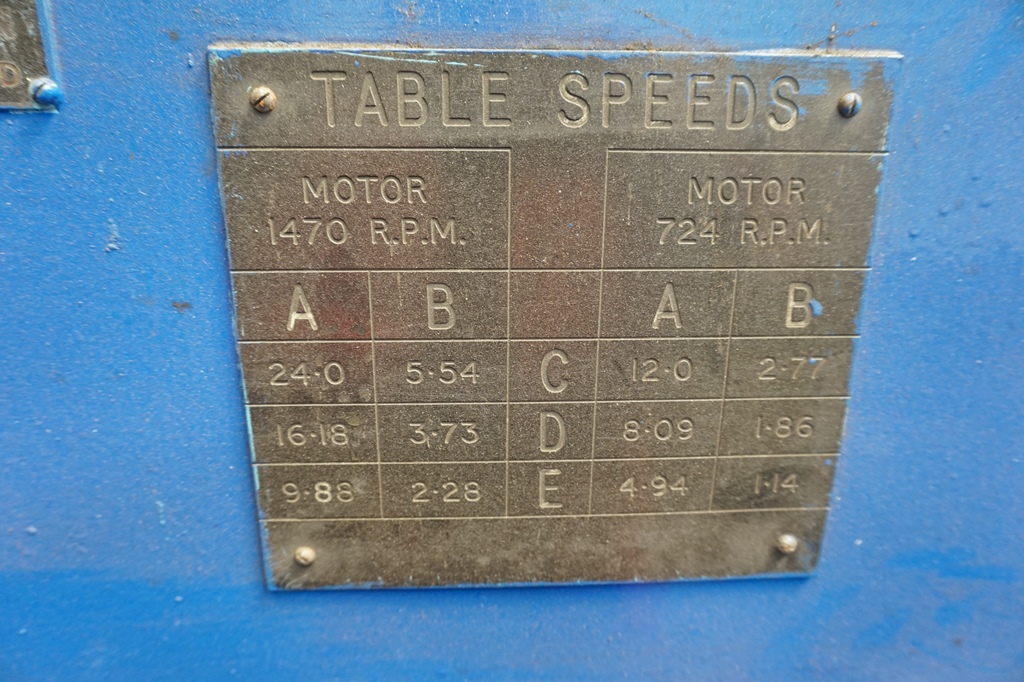 TABLE SPEEDS
MOTOR MOTOR
1470 R.P.M. 724 R.P.M.
A B A B
24·0 5·54 C 12·0 2·77
16·18 3·73 D 8·09 1·86
9·88 2·28 E 4·94 1·14